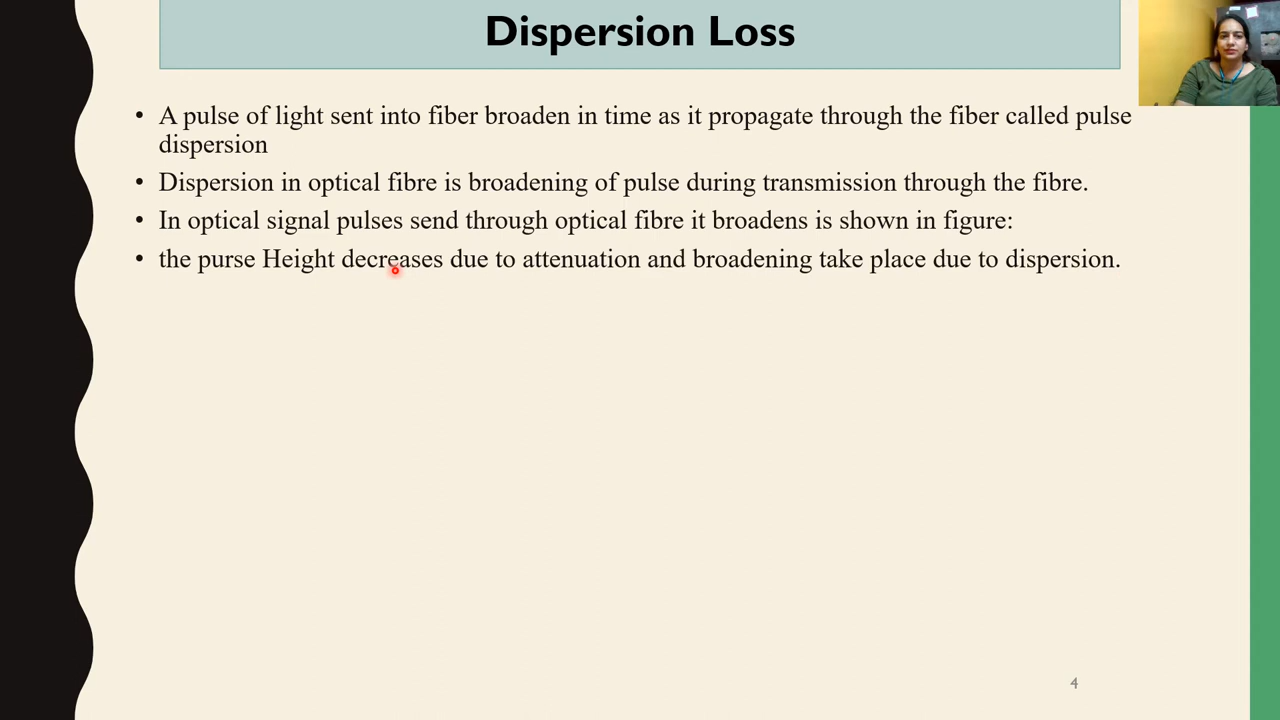 Dispersion Loss
• A pulse of light sent into fiber broaden in time as it propagate through the fiber called pulse
dispersion
• Dispersion in optical fibre is broadening of pulse during transmission through the fibre.
• In optical signal pulses send through optical fibre it broadens is shown in figure:
• the purse Height decreases due to attenuation and broadening take place due to dispersion.
4